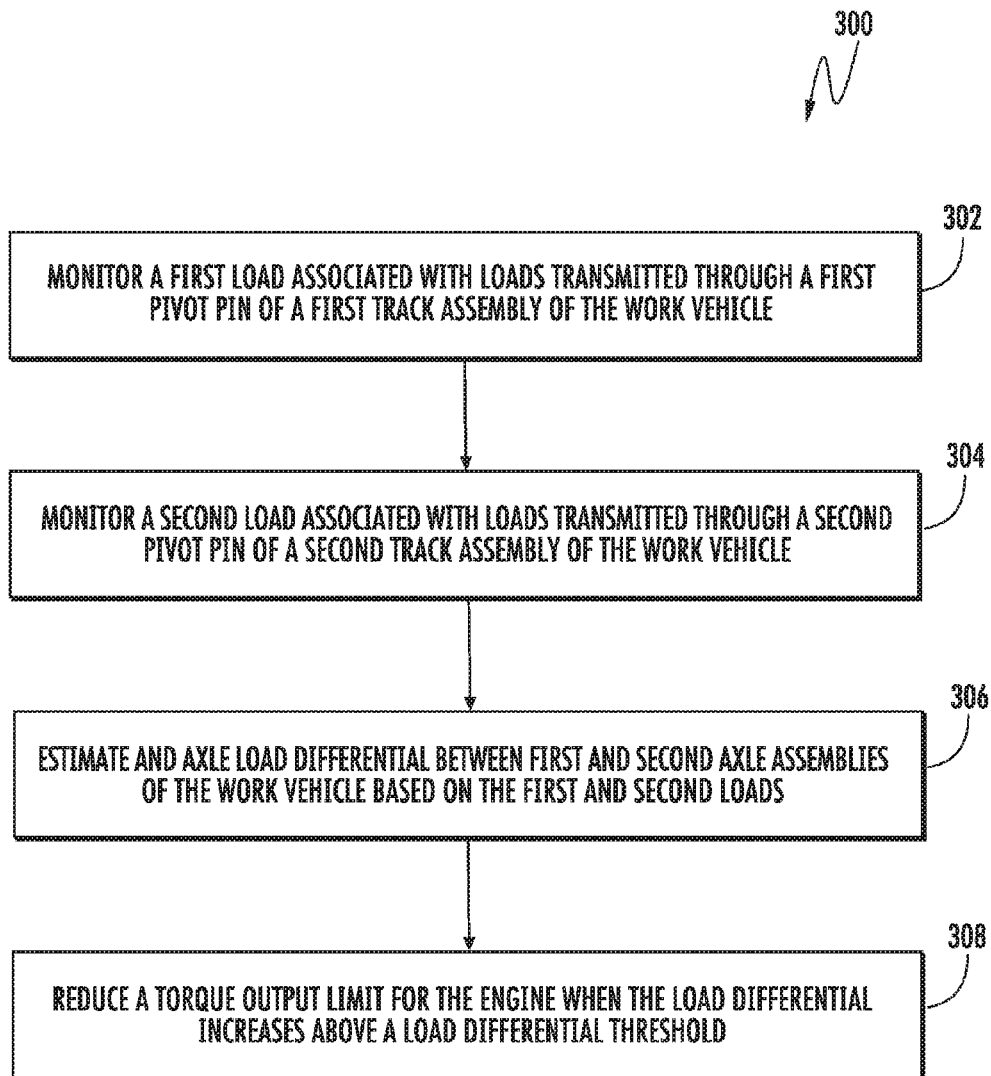 300
302
MONITOR A FIRST LOAD ASSOCIATED WITH LOADS TRANSMITTED THROUGH A FIRST
PIVOT PIN OF A FIRST TRACK ASSEMBLY OF THE WORK VEHICLE
304
MONITOR A SECOND LOAD ASSOCIATED WITH LOADS TRANSMITTED THROUGH A SECOND
PIVOT PIN OF A SECOND TRACK ASSEMBLY OF THE WORK VEHICLE
306
ESTIMATE AND AXLE LOAD DIFFERENTIAL BETWEEN FIRST AND SECOND AXLE ASSEMBLIES
OF THE WORK VEHICLE BASED ON THE FIRST AND SECOND LOADS
308
REDUCE A TORQUE OUTPUT LIMIT FOR THE ENGINE WHEN THE LOAD DIFFERENTIAL
INCREASES ABOVE A LOAD DIFFERENTIAL THRESHOLD